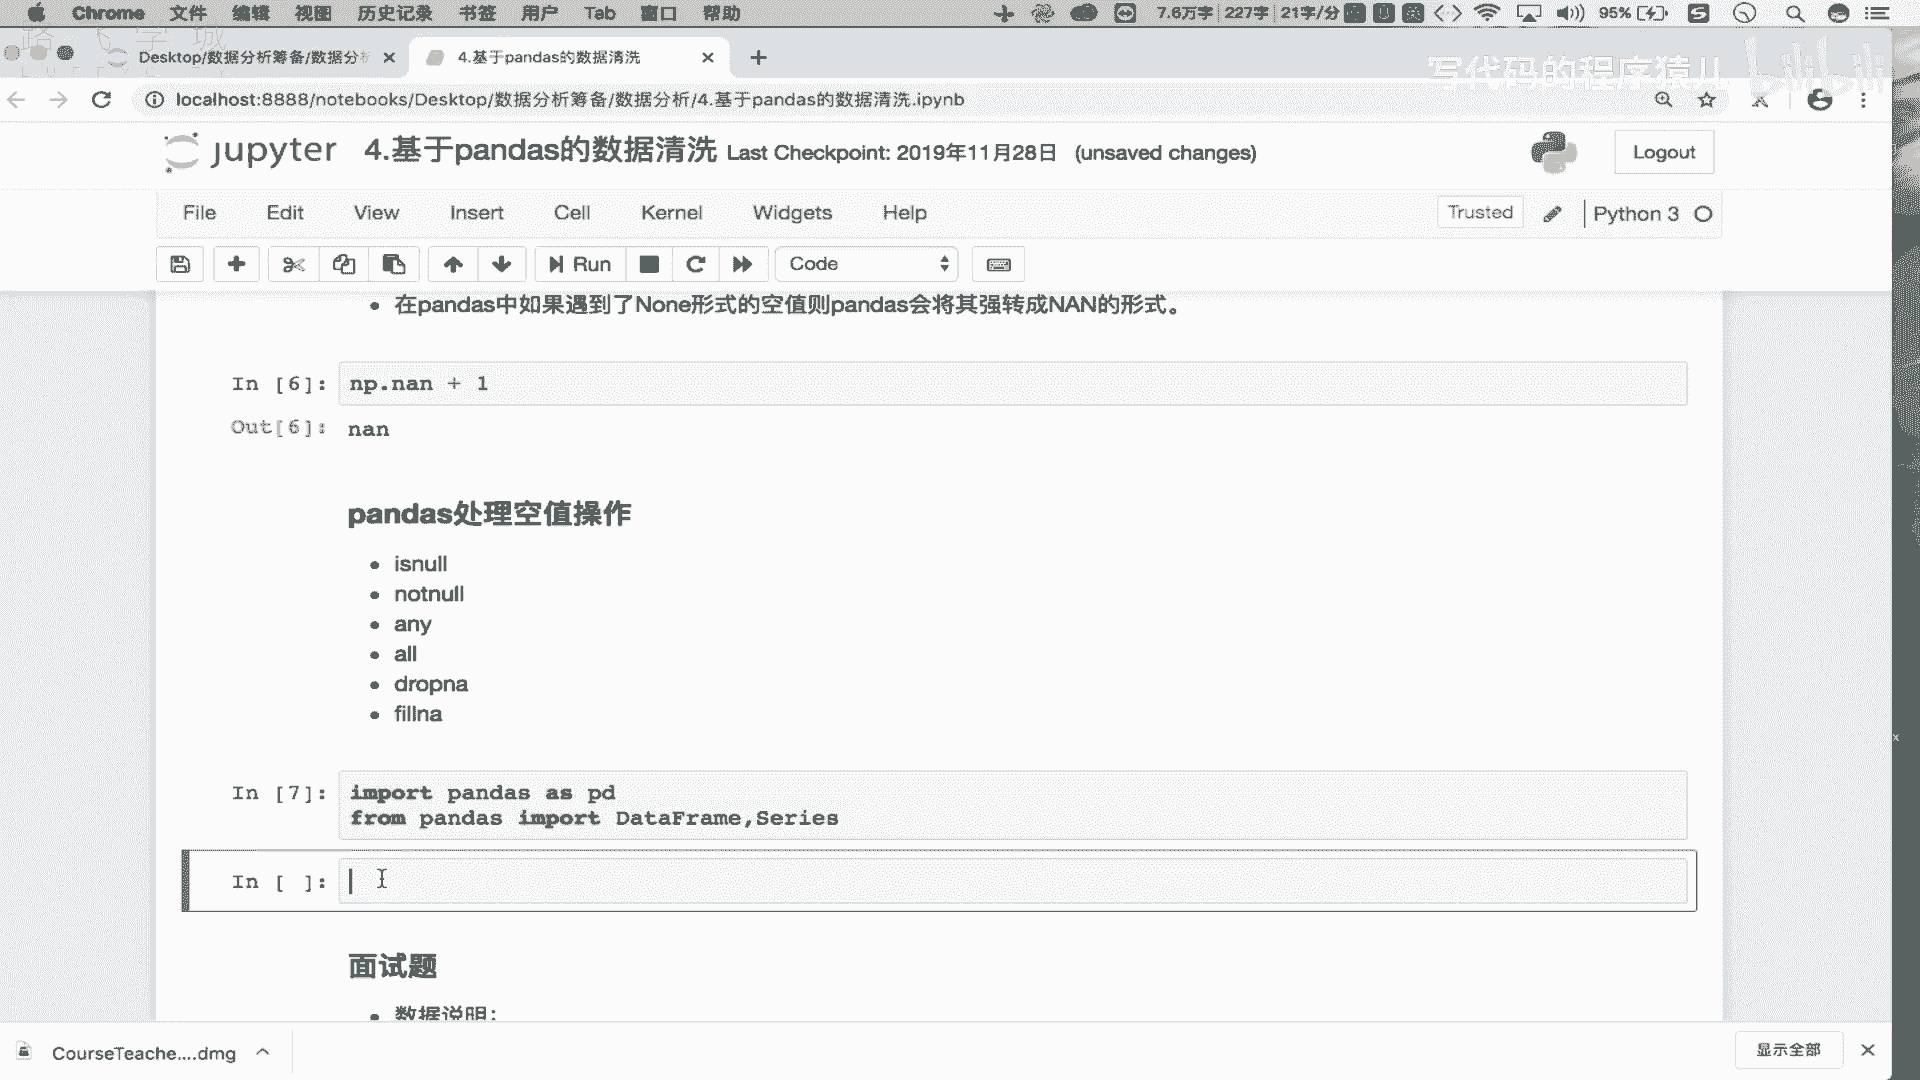 Chrome 文件 编辑 视图 历史记录 书签 用户 Tab 窗口 帮助 7.6万字 227字 21字/分 95%
Desktop/数据分析筹备/数据分析 4.基于pandas的数据清洗
写代码的程序猿儿 bilibili
localhost:8888/notebooks/Desktop/数据分析筹备/数据分析/4.基于pandas的数据清洗.ipynb
jupyter 4.基于pandas的数据清洗 Last Checkpoint: 2019年11月28日 (unsaved changes) Logout
File Edit View Insert Cell Kernel Widgets Help Trusted Python 3
Run Code
在pandas中如果遇到了None形式的空值则pandas会将其强转成NAN的形式。
In [6]: np.nan + 1
Out[6]: nan
pandas处理空值操作
isnull
notnull
any
all
dropna
fillna
In [7]: import pandas as pd
from pandas import DataFrame,Series
In [ ]:
面试题
数据说明：
CourseTeache....dmg 显示全部